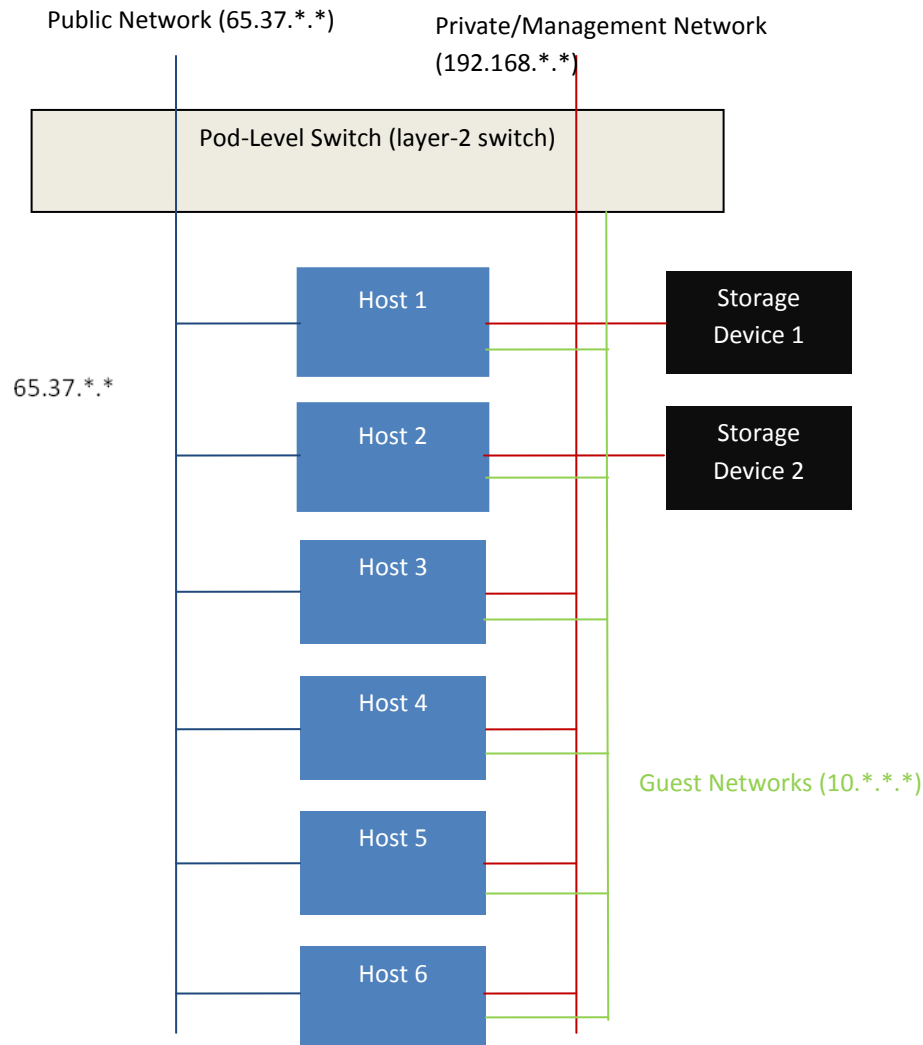 Public Network (65.37.*.*)
Private/Management Network
(192.168.*.*)
Pod-Level Switch (layer-2 switch)
Host 1
Storage
Device 1
65.37.*.*
Host 2
Storage
Device 2
Host 3
Host 4
Guest Networks (10.*.*.*)
Host 5
Host 6